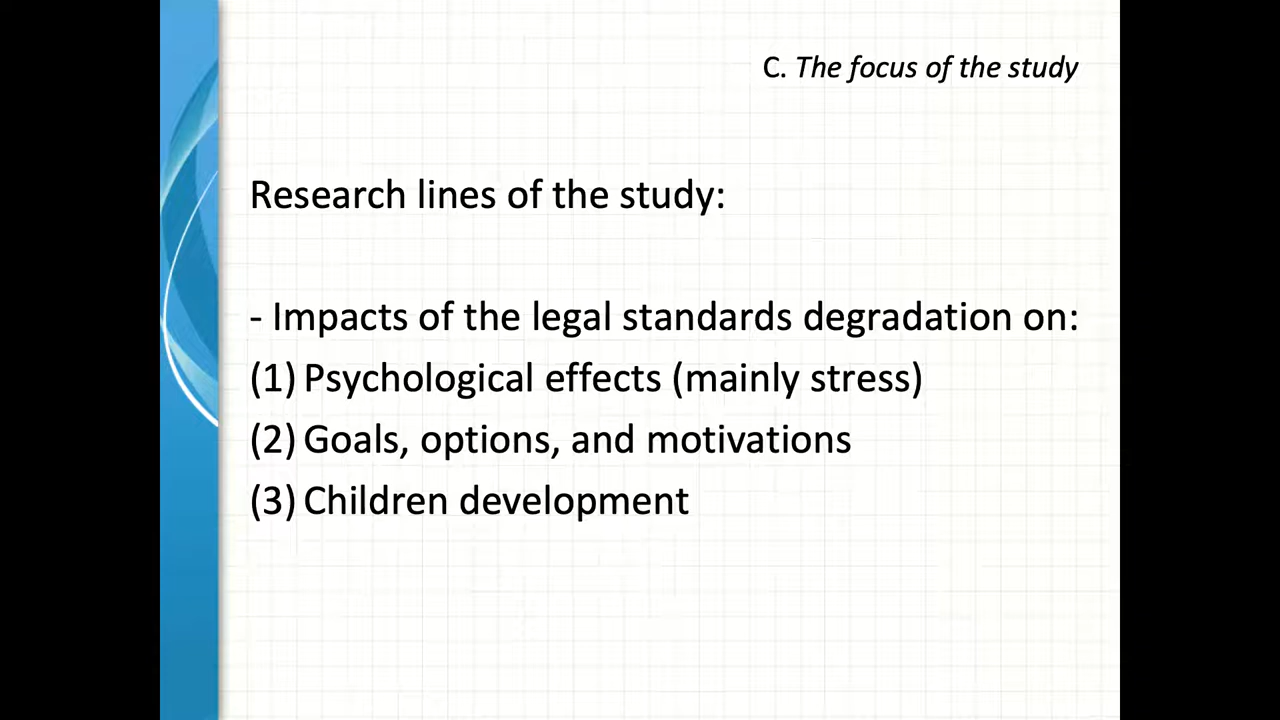 C. The focus of the study
Research lines of the study:
- Impacts of the legal standards degradation on:
(1) Psychological effects (mainly stress)
(2) Goals, options, and motivations
(3) Children development